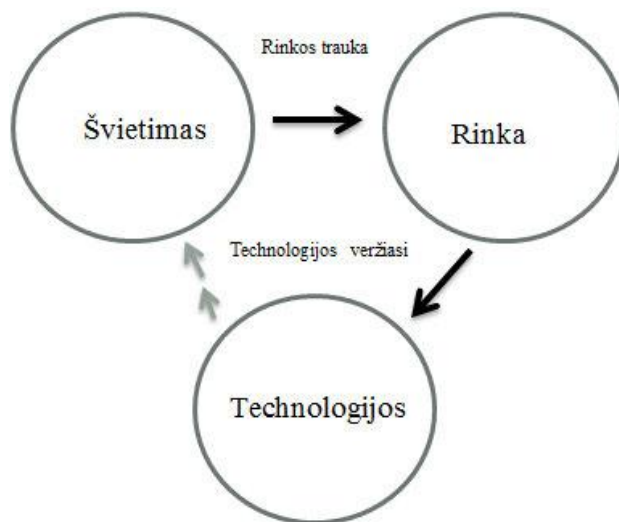 Rinkos trauka
Švietimas
Rinka
Technologijos veržiasi
Technologijos